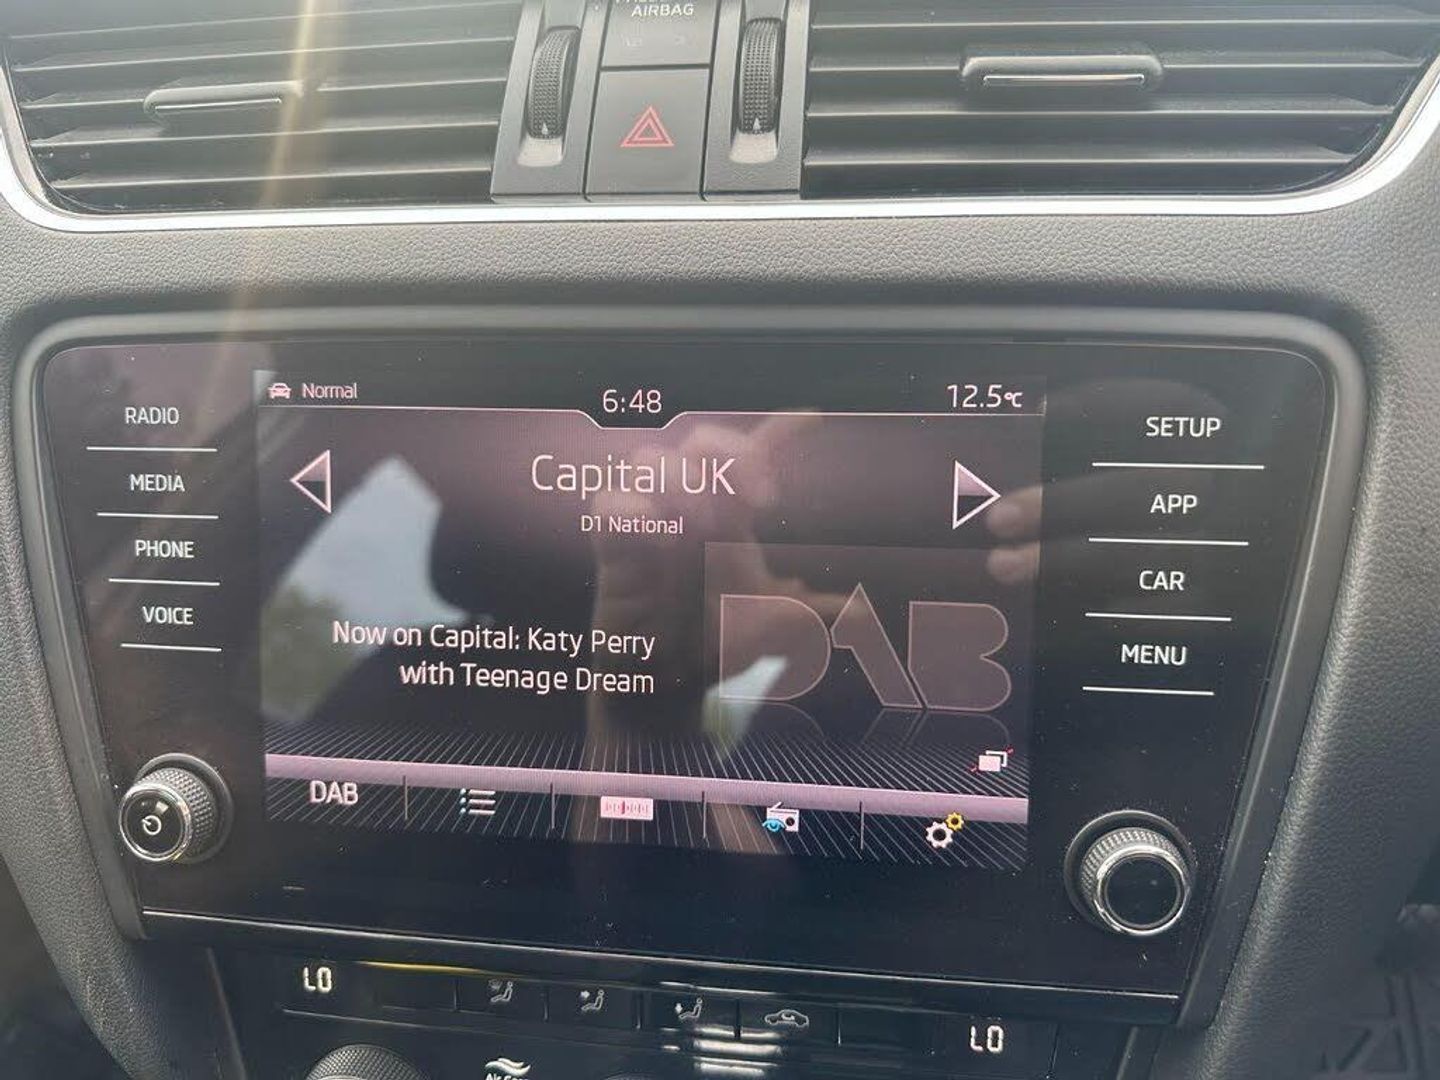 AIRBAG
RADIO
MEDIA
PHONE
VOICE
Normal
6:48
12.5°C
Capital UK
D1 National
Now on Capital: Katy Perry
with Teenage Dream
DAB
DAB
SETUP
APP
CAR
MENU
LO
LO